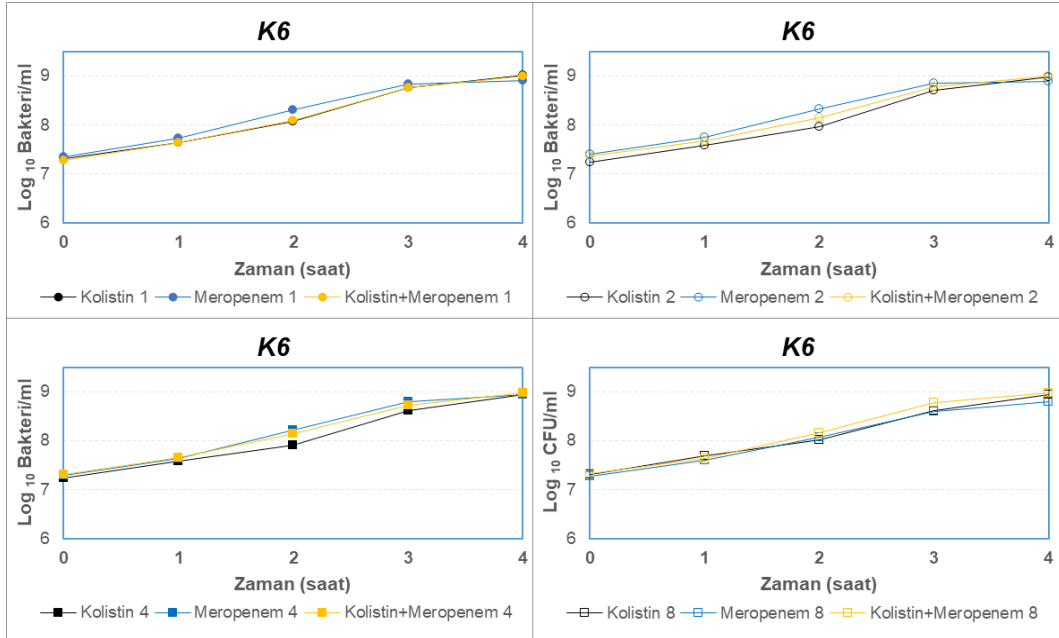 K6
Log 10 Bakteri/ml
9
8
7
6
0 1 2 3 4
Zaman (saat)
Kolistin 1 Meropenem 1 Kolistin+Meropenem 1
K6
Log 10 Bakteri/ml
9
8
7
6
0 1 2 3 4
Zaman (saat)
Kolistin 2 Meropenem 2 Kolistin+Meropenem 2
K6
Log 10 Bakteri/ml
9
8
7
6
0 1 2 3 4
Zaman (saat)
Kolistin 4 Meropenem 4 Kolistin+Meropenem 4
K6
Log 10 CFU/ml
9
8
7
6
0 1 2 3 4
Zaman (saat)
Kolistin 8 Meropenem 8 Kolistin+Meropenem 8